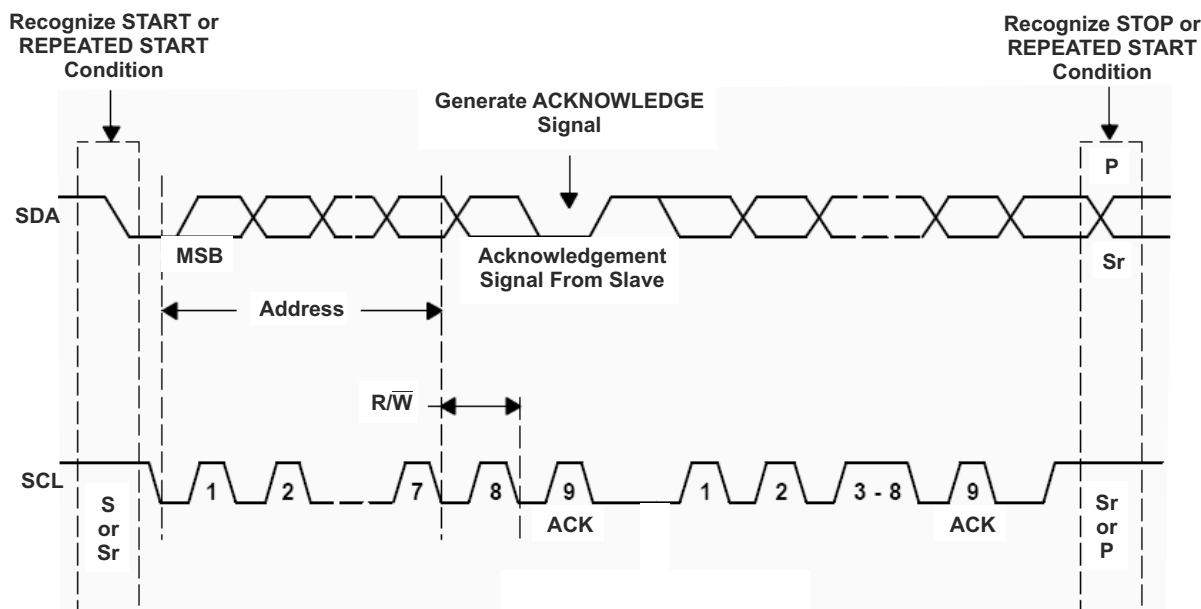 Recognize START or
REPEATED START
Condition
Recognize STOP or
REPEATED START
Condition
Generate ACKNOWLEDGE
Signal
P
SDA
MSB
Acknowledgement
Signal From Slave
Sr
Address
R/W̅
SCL
1
2
7
8
9
1
2
3 - 8
9
S
or
Sr
ACK
ACK
Sr
or
P